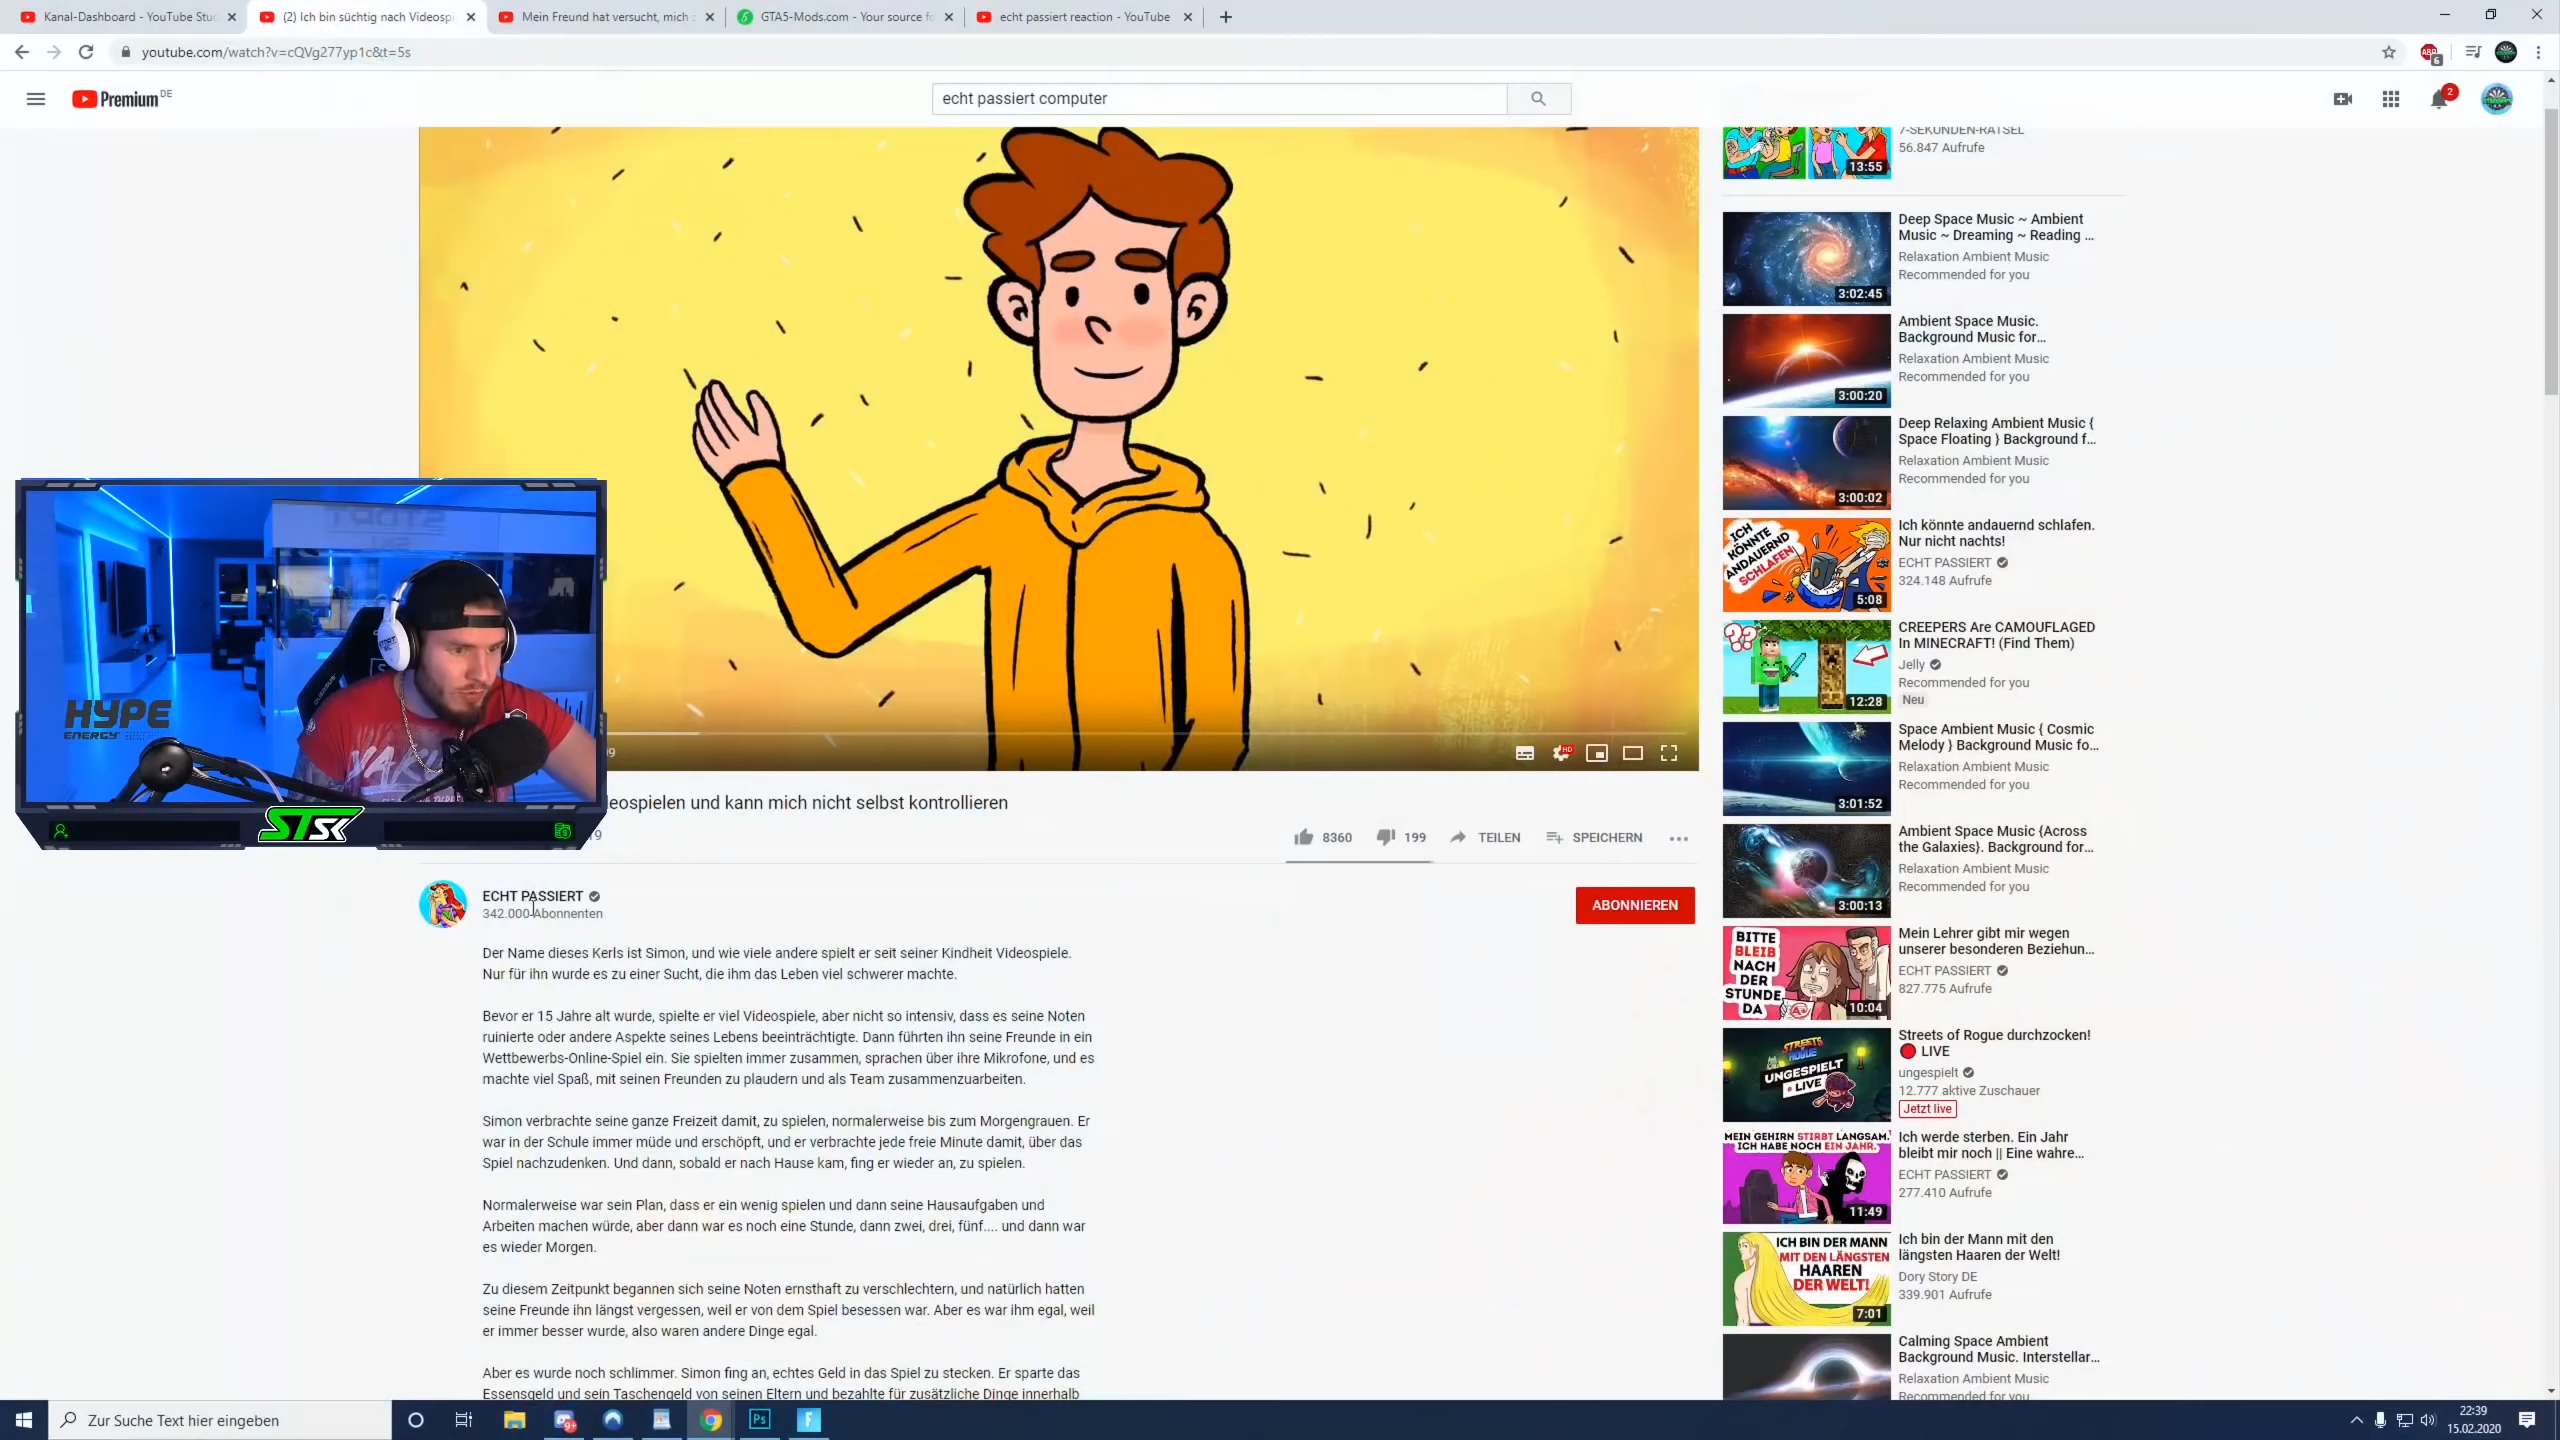 Kanal-Dashboard - YouTube Stu
(2) Ich bin süchtig nach Videospi
Mein Freund hat versucht, mich
GTA5-Mods.com - Your source fo
echt passiert reaction - YouTube
youtube.com/watch?v=cQVg277yp1c&t=5s
ABP
6
Premium DE
echt passiert computer
2
7-SEKUNDEN-RÄTSEL
56.847 Aufrufe
13:55
Deep Space Music ~ Ambient
Music ~ Dreaming ~ Reading ...
Relaxation Ambient Music
Recommended for you
3:02:45
Ambient Space Music.
Background Music for...
Relaxation Ambient Music
Recommended for you
3:00:20
Deep Relaxing Ambient Music {
Space Floating } Background f...
Relaxation Ambient Music
Recommended for you
3:00:02
ICH
KÖNNTE
ANDAUERND
SCHLAFEN
5:08
Ich könnte andauernd schlafen.
Nur nicht nachts!
ECHT PASSIERT
324.148 Aufrufe
??
12:28
CREEPERS Are CAMOUFLAGED
In MINECRAFT! (Find Them)
Jelly
Recommended for you
Neu
Space Ambient Music { Cosmic
Melody } Background Music fo...
Relaxation Ambient Music
Recommended for you
3:01:52
Ambient Space Music {Across
the Galaxies}. Background for...
Relaxation Ambient Music
Recommended for you
3:00:13
BITTE
BLEIB
NACH
DER
STUNDE
DA
A+
10:04
Mein Lehrer gibt mir wegen
unserer besonderen Beziehun...
ECHT PASSIERT
827.775 Aufrufe
STREETS
of ROGUE
UNGESPIELT
LIVE
Streets of Rogue durchzocken!
LIVE
ungespielt
12.777 aktive Zuschauer
Jetzt live
MEIN GEHIRN STIRBT LANGSAM.
ICH HABE NOCH EIN JAHR.
11:49
Ich werde sterben. Ein Jahr
bleibt mir noch || Eine wahre...
ECHT PASSIERT
277.410 Aufrufe
ICH BIN DER MANN
MIT DEN LÄNGSTEN
HAAREN
DER WELT!
7:01
Ich bin der Mann mit den
längsten Haaren der Welt!
Dory Story DE
339.901 Aufrufe
Calming Space Ambient
Background Music. Interstellar...
Relaxation Ambient Music
Recommended for you
HYPE
ENERGY
STSK
HD
9
eospielen und kann mich nicht selbst kontrollieren
19
8360
199
TEILEN
SPEICHERN
ECHT PASSIERT
342.000 Abonnenten
ABONNIEREN
Der Name dieses Kerls ist Simon, und wie viele andere spielt er seit seiner Kindheit Videospiele.
Nur für ihn wurde es zu einer Sucht, die ihm das Leben viel schwerer machte.
Bevor er 15 Jahre alt wurde, spielte er viel Videospiele, aber nicht so intensiv, dass es seine Noten
ruinierte oder andere Aspekte seines Lebens beeinträchtigte. Dann führten ihn seine Freunde in ein
Wettbewerbs-Online-Spiel ein. Sie spielten immer zusammen, sprachen über ihre Mikrofone, und es
machte viel Spaß, mit seinen Freunden zu plaudern und als Team zusammenzuarbeiten.
Simon verbrachte seine ganze Freizeit damit, zu spielen, normalerweise bis zum Morgengrauen. Er
war in der Schule immer müde und erschöpft, und er verbrachte jede freie Minute damit, über das
Spiel nachzudenken. Und dann, sobald er nach Hause kam, fing er wieder an, zu spielen.
Normalerweise war sein Plan, dass er ein wenig spielen und dann seine Hausaufgaben und
Arbeiten machen würde, aber dann war es noch eine Stunde, dann zwei, drei, fünf.... und dann war
es wieder Morgen.
Zu diesem Zeitpunkt begannen sich seine Noten ernsthaft zu verschlechtern, und natürlich hatten
seine Freunde ihn längst vergessen, weil er von dem Spiel besessen war. Aber es war ihm egal, weil
er immer besser wurde, also waren andere Dinge egal.
Aber es wurde noch schlimmer. Simon fing an, echtes Geld in das Spiel zu stecken. Er sparte das
Essensgeld und sein Taschengeld von seinen Eltern und bezahlte für zusätzliche Dinge innerhalb
Zur Suche Text hier eingeben
9+
Ps
22:39
15.02.2020